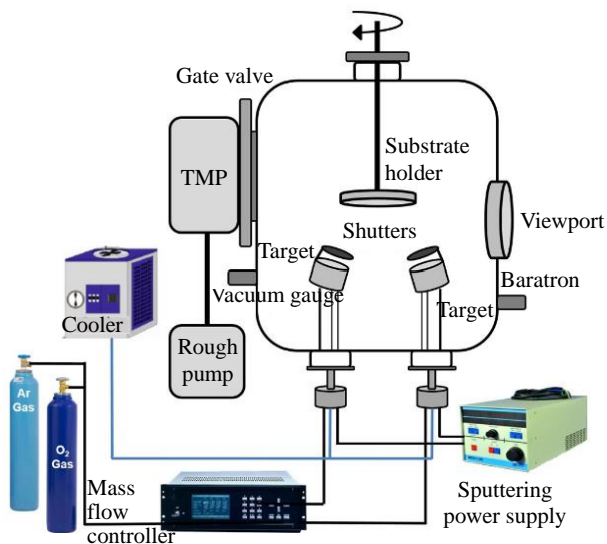 Gate valve
TMP
Substrate
holder
Shutters
Viewport
Target
Vacuum gauge
Baratron
Target
Cooler
Rough
pump
Ar
Gas
O2
Gas
Mass
flow
controller
Sputtering
power supply